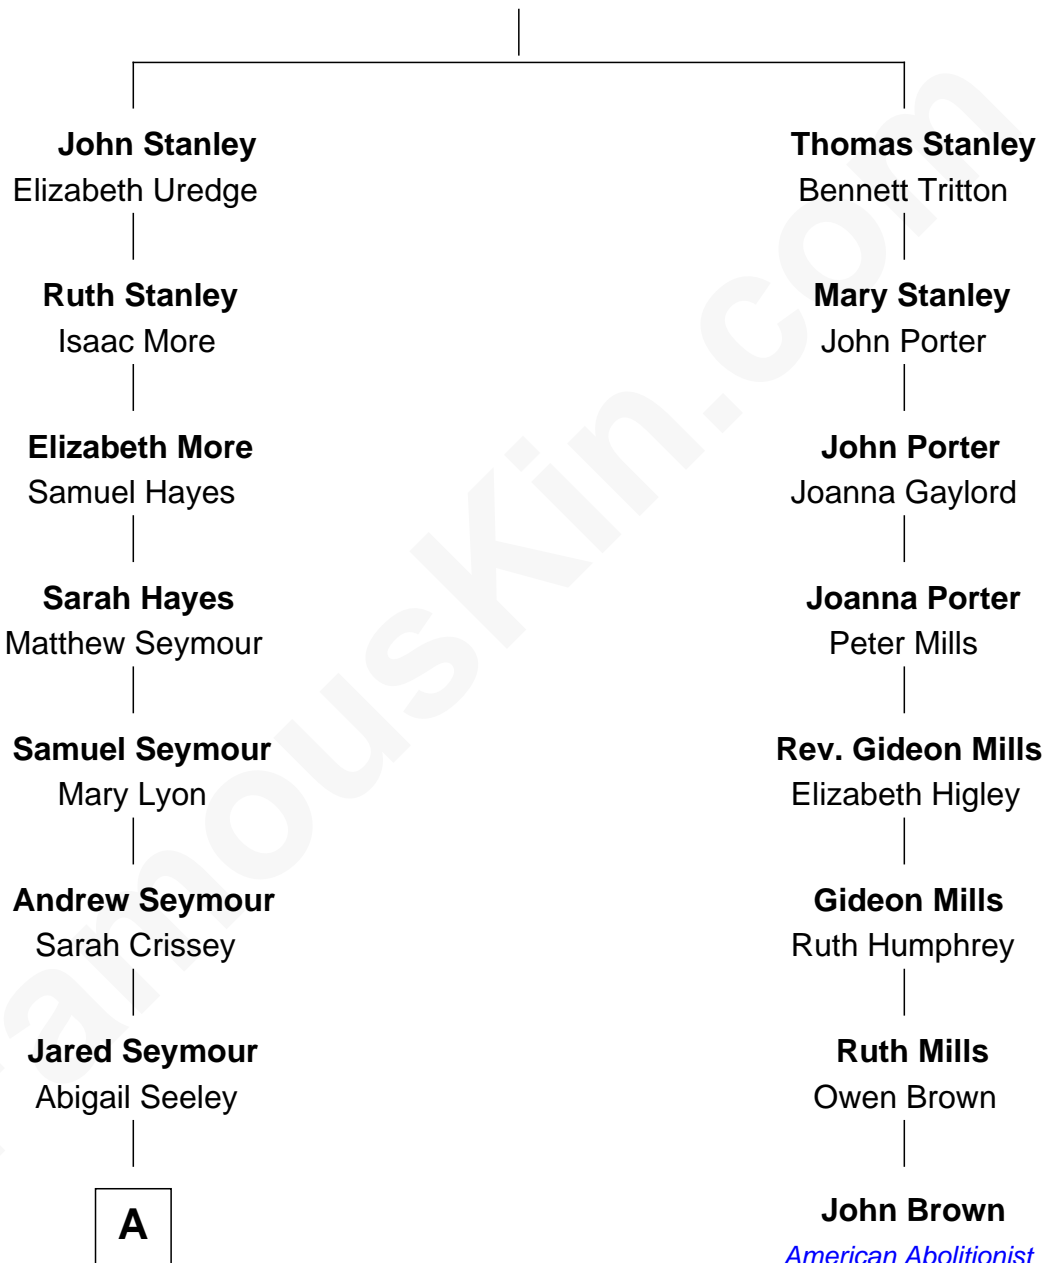 John Stanley
Elizabeth Uredge
Ruth Stanley
Isaac More
Elizabeth More
Samuel Hayes
Sarah Hayes
Matthew Seymour
Samuel Seymour
Mary Lyon
Andrew Seymour
Sarah Crissey
Jared Seymour
Abigail Seeley
A
Thomas Stanley
Bennett Tritton
Mary Stanley
John Porter
John Porter
Joanna Gaylord
Joanna Porter
Peter Mills
Rev. Gideon Mills
Elizabeth Higley
Gideon Mills
Ruth Humphrey
Ruth Mills
Owen Brown
John Brown
American Abolitionist
FamousKin.com